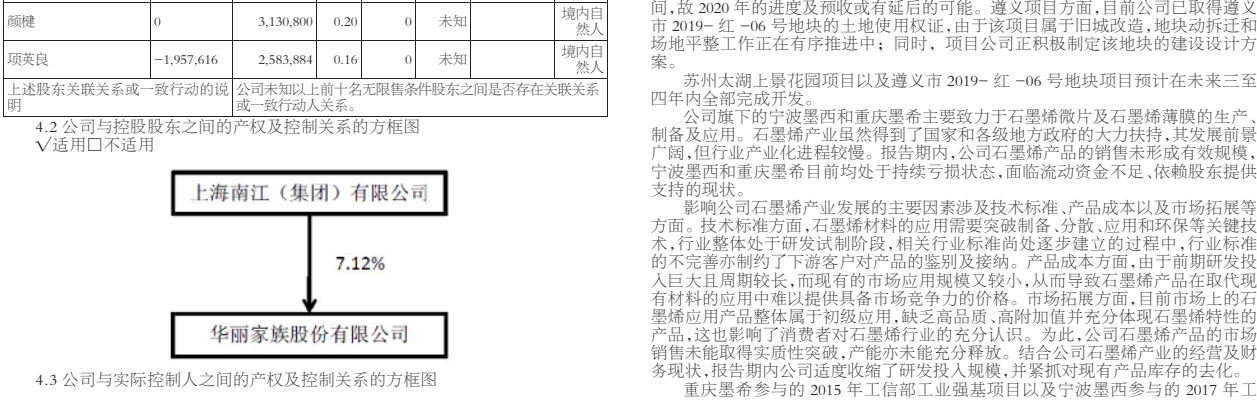 颜棰 0 3,130,800 0.20 0 未知 境内自然人
项英良 -1,957,616 2,583,884 0.16 0 未知 境内自然人
上述股东关联关系或一致行动的说明 公司未知以上前十名无限售条件股东之间是否存在关联关系或一致行动人关系。
4.2 公司与控股股东之间的产权及控制关系的方框图
√适用□不适用
上海南江（集团）有限公司
7.12%
华丽家族股份有限公司
4.3 公司与实际控制人之间的产权及控制关系的方框图
间,故 2020 年的进度及预收或有延后的可能。遵义项目方面,目前公司已取得遵义
市 2019- 红 -06 号地块的土地使用权证,由于该项目属于旧城改造,地块动拆迁和
场地平整工作正在有序推进中；同时，项目公司正积极制定该地块的建设设计方
案。
苏州太湖上景花园项目以及遵义市 2019- 红 -06 号地块项目预计在未来三至
四年内全部完成开发。
公司旗下的宁波墨西和重庆墨希主要致力于石墨烯微片及石墨烯薄膜的生产、
制备及应用。石墨烯产业虽然得到了国家和各级地方政府的大力扶持,其发展前景
广阔,但行业产业化进程较慢。报告期内,公司石墨烯产品的销售未形成有效规模,
宁波墨西和重庆墨希目前均处于持续亏损状态,面临流动资金不足、依赖股东提供
支持的现状。
影响公司石墨烯产业发展的主要因素涉及技术标准、产品成本以及市场拓展等
方面。技术标准方面,石墨烯材料的应用需要突破制备、分散、应用和环保等关键技
术,行业整体处于研发试制阶段,相关行业标准尚处逐步建立的过程中,行业标准
的不完善亦制约了下游客户对产品的鉴别及接纳。产品成本方面,由于前期研发投
入巨大且周期较长,而现有的市场应用规模又较小,从而导致石墨烯产品在取代现
有材料的应用中难以提供具备市场竞争力的价格。市场拓展方面,目前市场上的石
墨烯应用产品整体属于初级应用,缺乏高品质、高附加值并充分体现石墨烯特性的
产品,这也影响了消费者对石墨烯行业的充分认识。为此,公司石墨烯产品的市场
销售未能取得实质性突破,产能亦未能充分释放。结合公司石墨烯产业的经营及财
务现状,报告期内公司适度收缩了研发投入规模,并紧抓对现有产品库存的去化。
重庆墨希参与的 2015 年工信部工业强基项目以及宁波墨西参与的 2017 年工